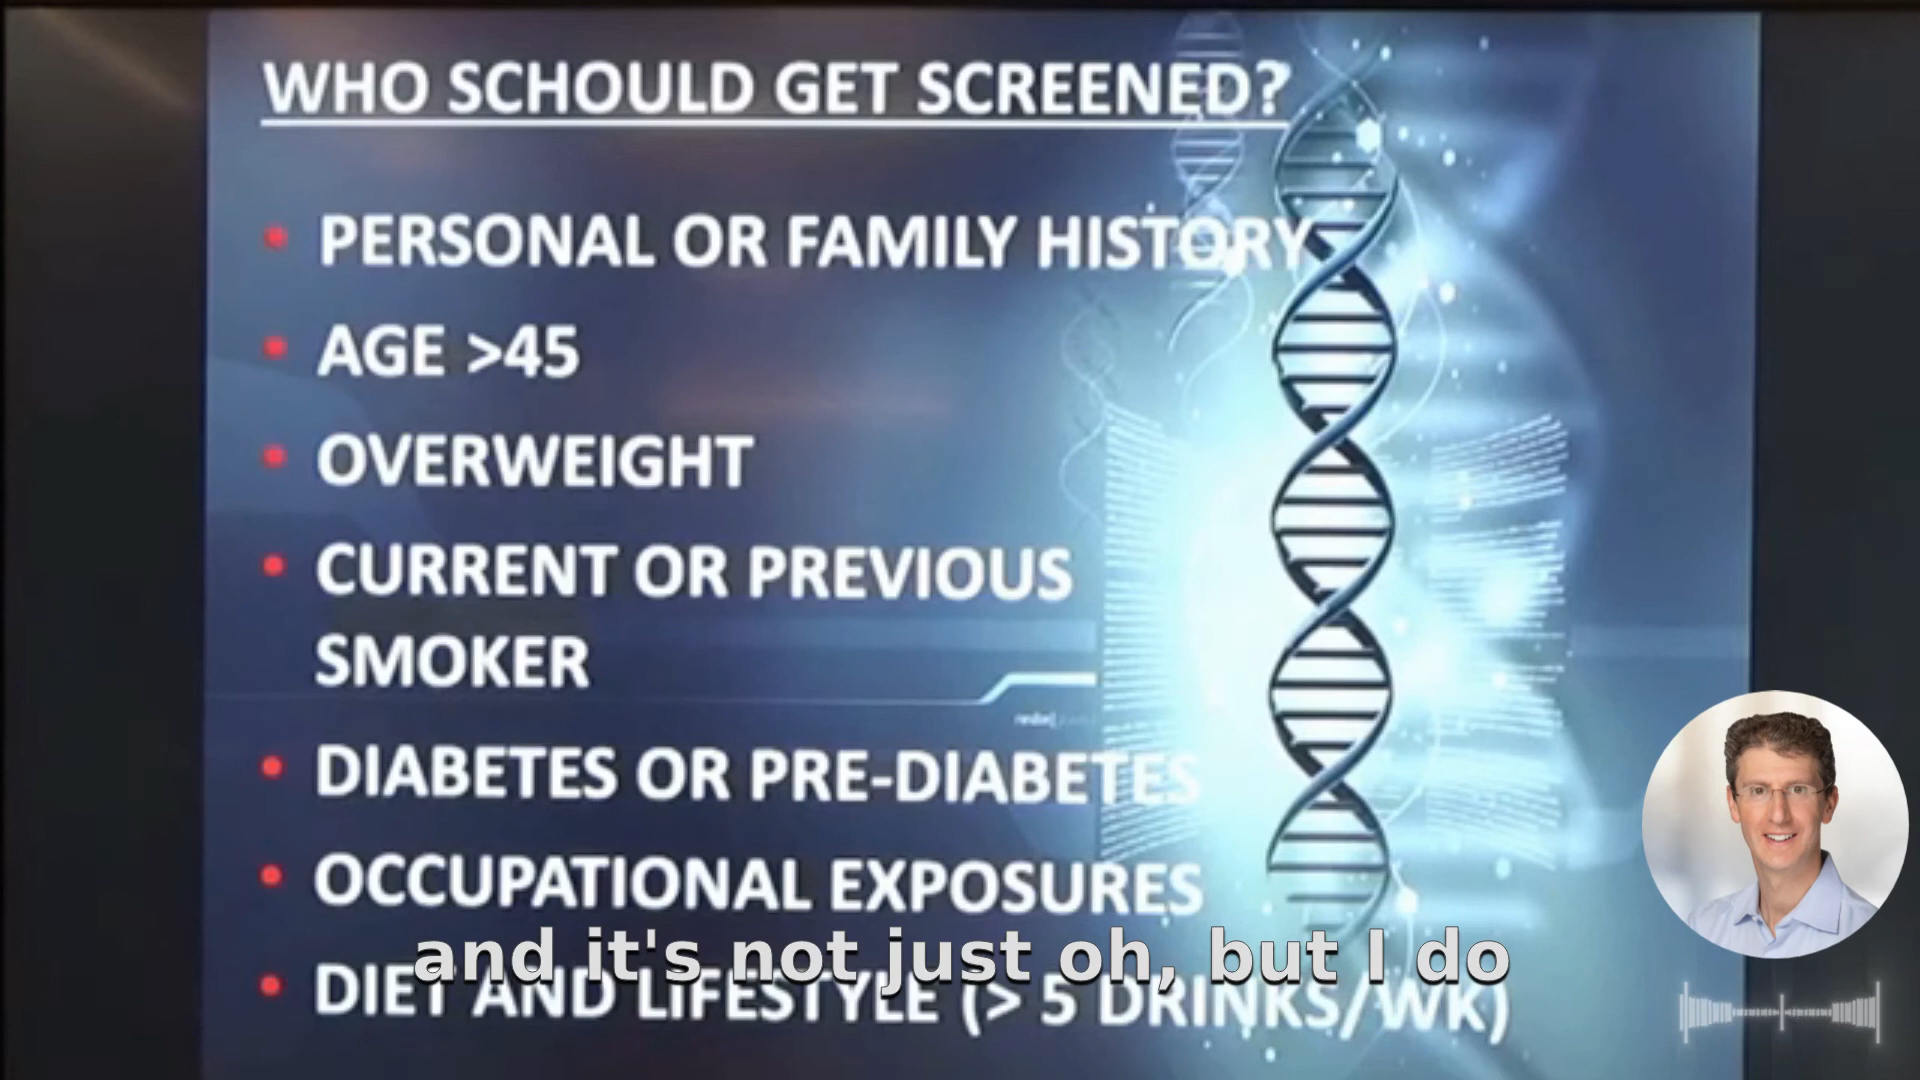 WHO SCHOULD GET SCREENED?
• PERSONAL OR FAMILY HISTORY
• AGE >45
• OVERWEIGHT
• CURRENT OR PREVIOUS
SMOKER
• DIABETES OR PRE-DIABETES
• OCCUPATIONAL EXPOSURES
and it's not just oh, but I do
• DIET AND LIFESTYLE (> 5 DRINKS/WK)